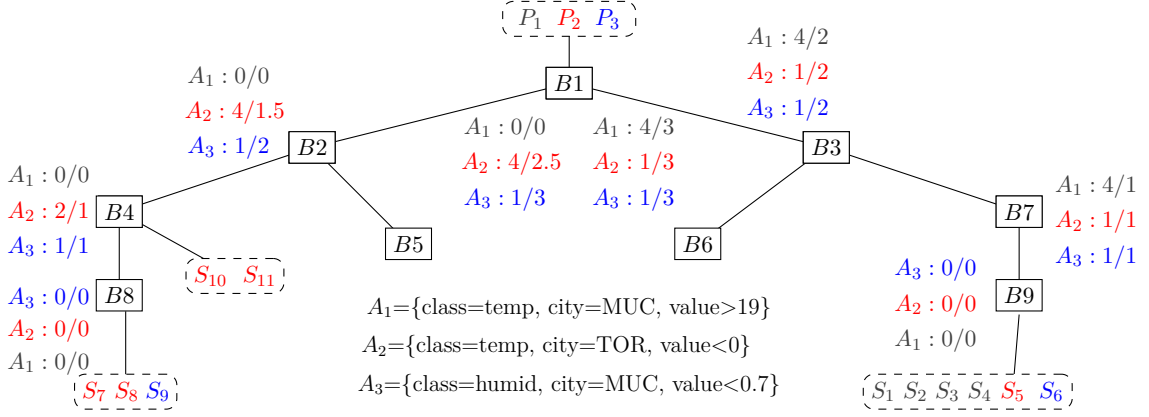 P₁ P₂ P₃
B1
A₁ : 4/2
A₂ : 1/2
A₃ : 1/2
A₁ : 0/0
A₂ : 4/1.5
A₃ : 1/2
B2
A₁ : 0/0
A₂ : 4/2.5
A₃ : 1/3
A₁ : 4/3
A₂ : 1/3
A₃ : 1/3
B3
A₁ : 0/0
A₂ : 2/1
A₃ : 1/1
B4
B5
B6
B7
A₁ : 4/1
A₂ : 1/1
A₃ : 1/1
S₁₀ S₁₁
B8
A₃ : 0/0
A₂ : 0/0
A₁ : 0/0
A₃ : 0/0
A₂ : 0/0
A₁ : 0/0
B9
A₁={class=temp, city=MUC, value>19}
A₂={class=temp, city=TOR, value<0}
A₃={class=humid, city=MUC, value<0.7}
S₇ S₈ S₉
S₁ S₂ S₃ S₄ S₅ S₆